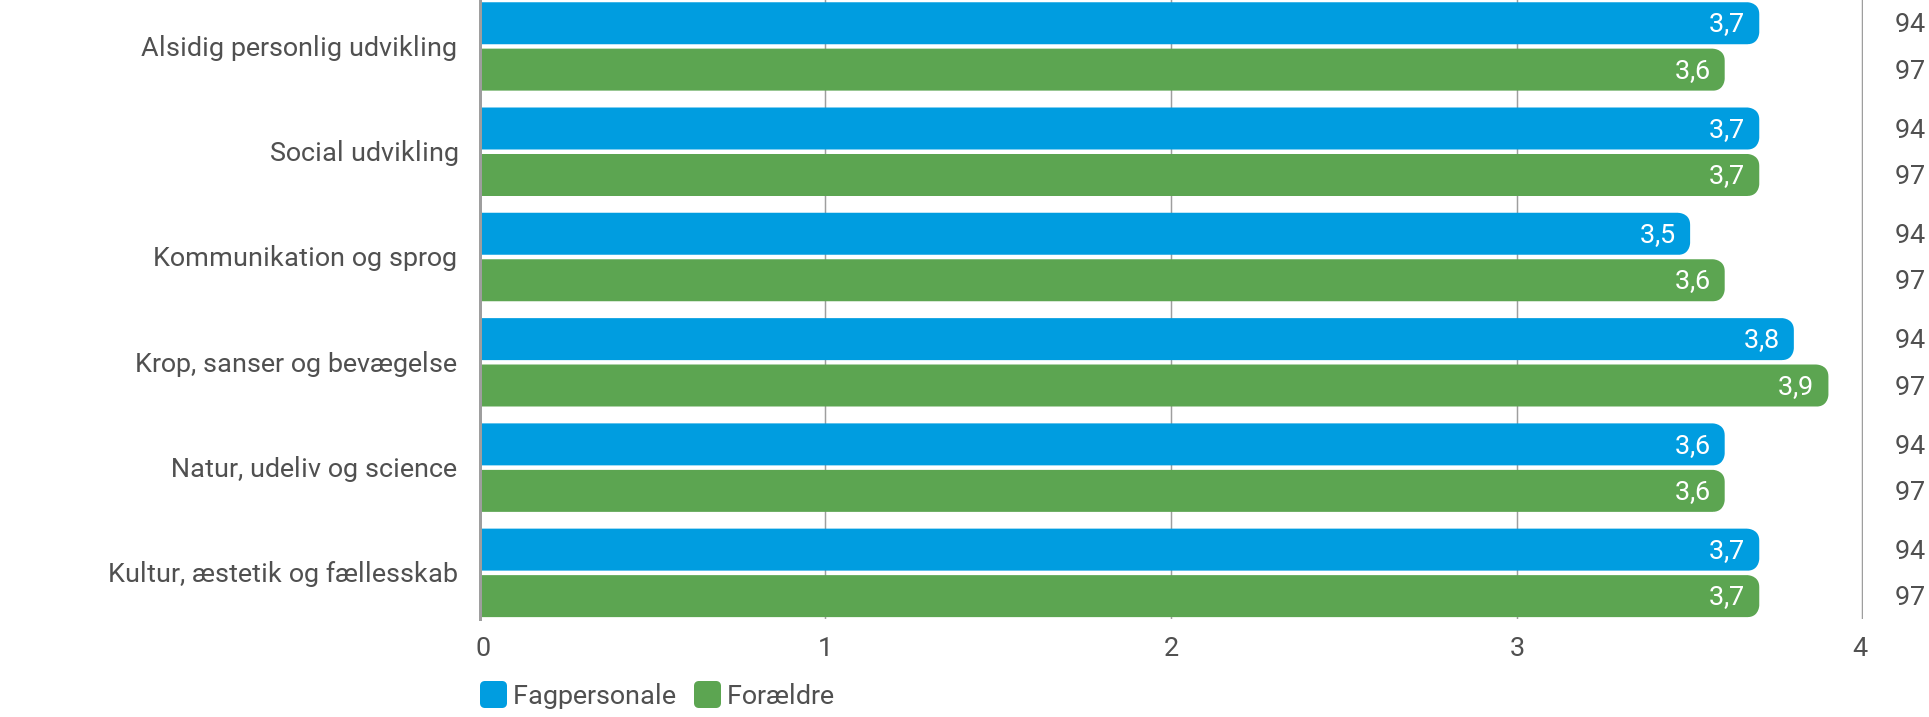 3,7 94
Alsidig personlig udvikling
3,6 97
3,7 94
Social udvikling
3,7 97
3,5 94
Kommunikation og sprog
3,6 97
3,8 94
Krop, sanser og bevægelse
3,9 97
3,6 94
Natur, udeliv og science
3,6 97
3,7 94
Kultur, æstetik og fællesskab
3,7 97
0 1 2 3 4
Fagpersonale Forældre